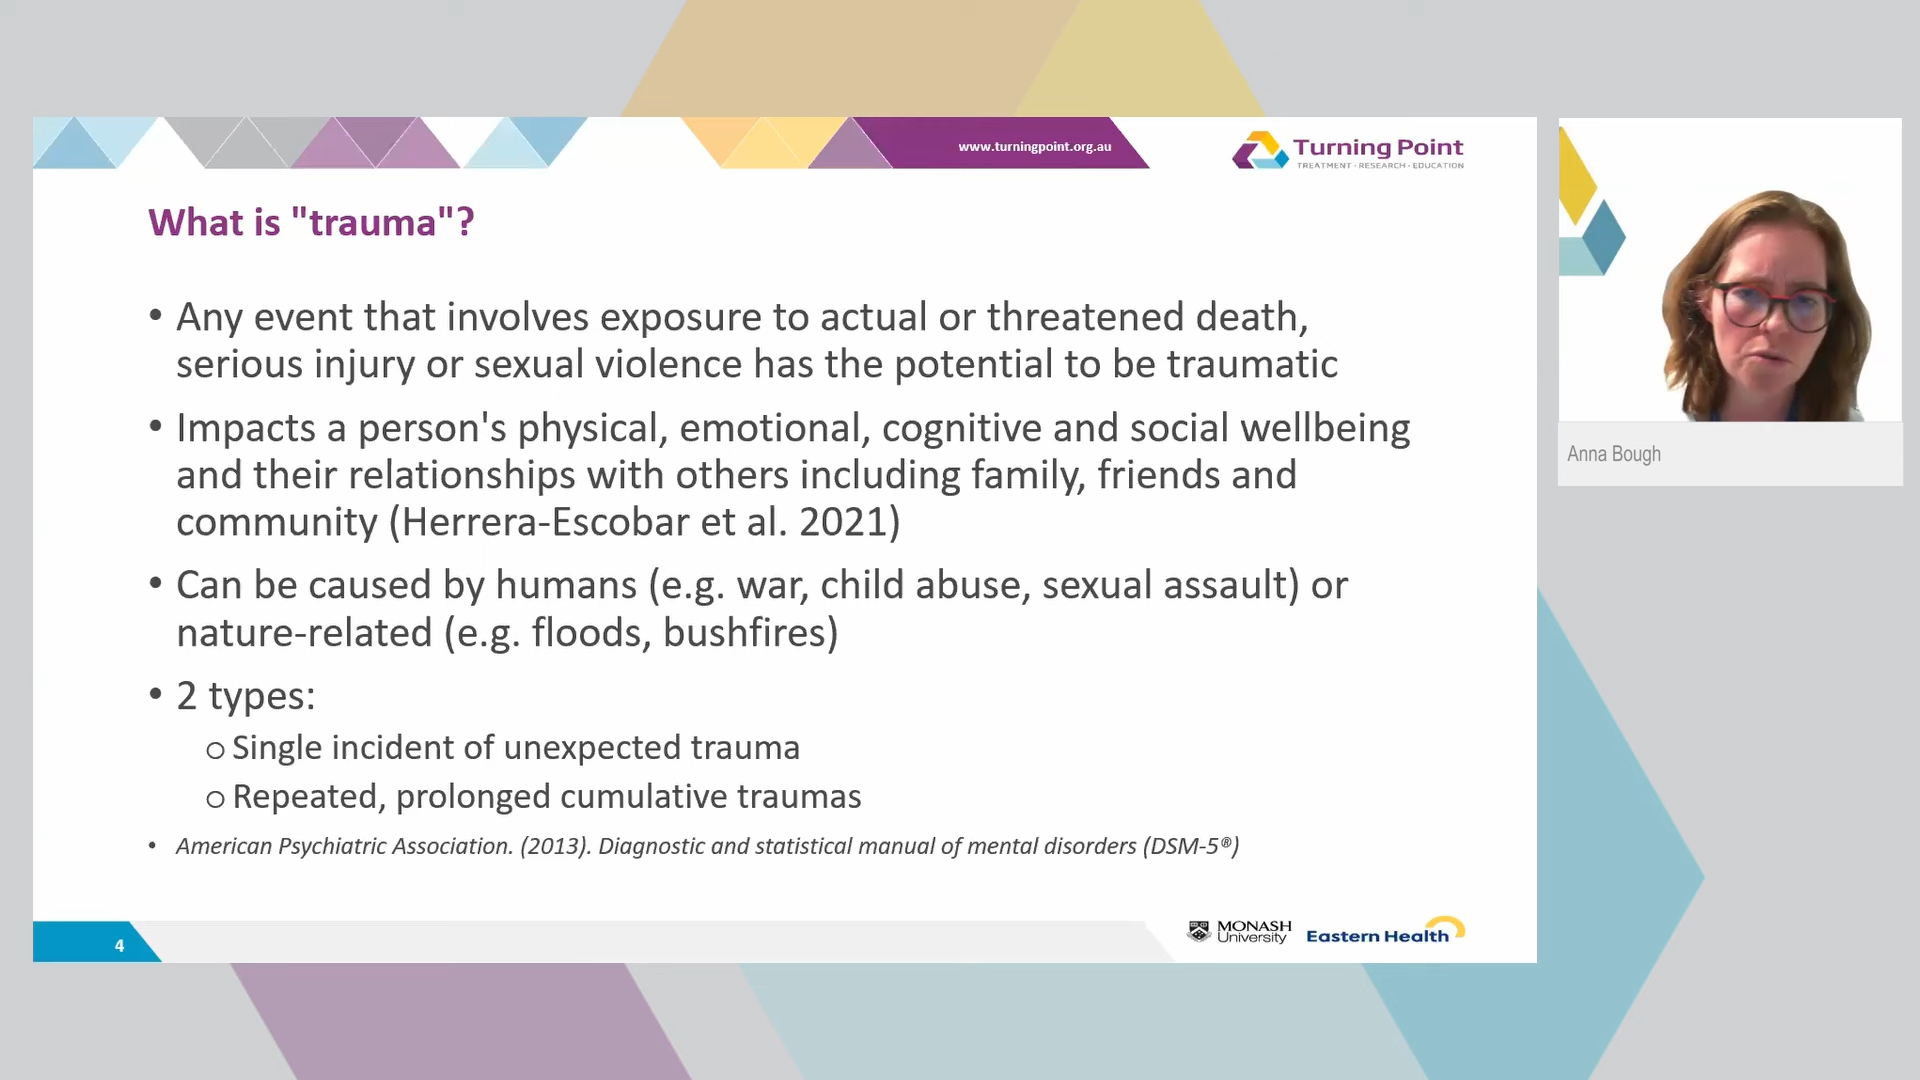 www.turningpoint.org.au
Turning Point
TREATMENT · RESEARCH · EDUCATION
What is "trauma"?
• Any event that involves exposure to actual or threatened death,
serious injury or sexual violence has the potential to be traumatic
• Impacts a person's physical, emotional, cognitive and social wellbeing
and their relationships with others including family, friends and
community (Herrera-Escobar et al. 2021)
• Can be caused by humans (e.g. war, child abuse, sexual assault) or
nature-related (e.g. floods, bushfires)
• 2 types:
o Single incident of unexpected trauma
o Repeated, prolonged cumulative traumas
• American Psychiatric Association. (2013). Diagnostic and statistical manual of mental disorders (DSM-5®)
4
MONASH
University
Eastern Health
Anna Bough